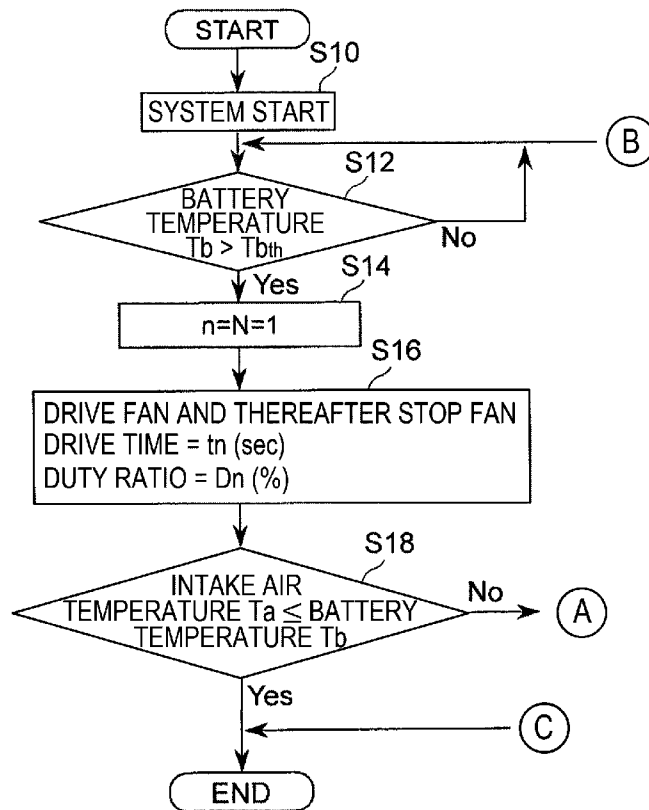 START
S10
SYSTEM START
B
S12
BATTERY
TEMPERATURE
Tb > Tbth
No
Yes
S14
n=N=1
S16
DRIVE FAN AND THEREAFTER STOP FAN
DRIVE TIME = tn (sec)
DUTY RATIO = Dn (%)
S18
INTAKE AIR
TEMPERATURE Ta ≤ BATTERY
TEMPERATURE Tb
No
A
Yes
C
END